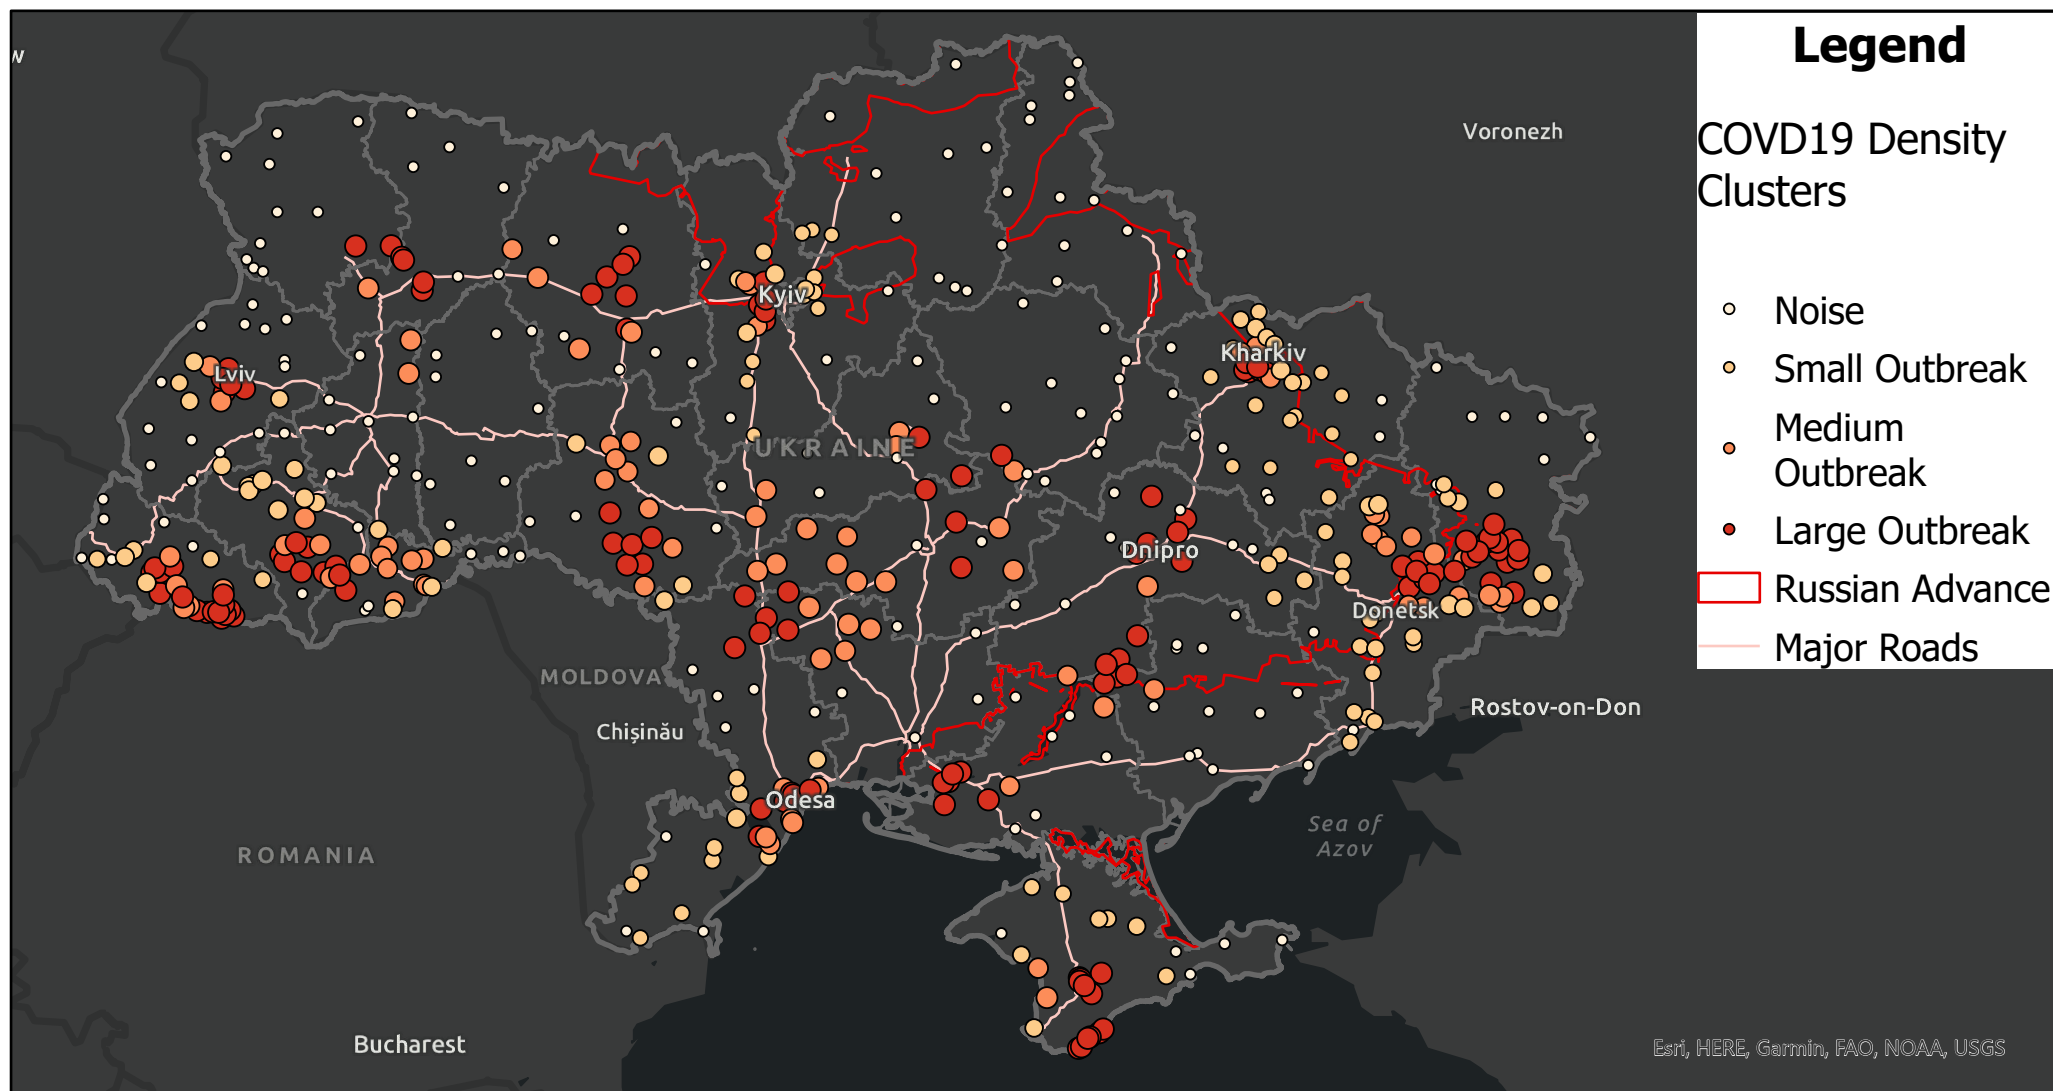 Legend
COVD19 Density
Clusters
Noise
Small Outbreak
Medium
Outbreak
Large Outbreak
Russian Advance
Major Roads
w
Voronezh
Kyiv
Kharkiv
Lviv
UKRAINE
Dnipro
Donetsk
MOLDOVA
Chișinău
Rostov-on-Don
Odesa
Sea of
Azov
ROMANIA
Bucharest
Esri, HERE, Garmin, FAO, NOAA, USGS